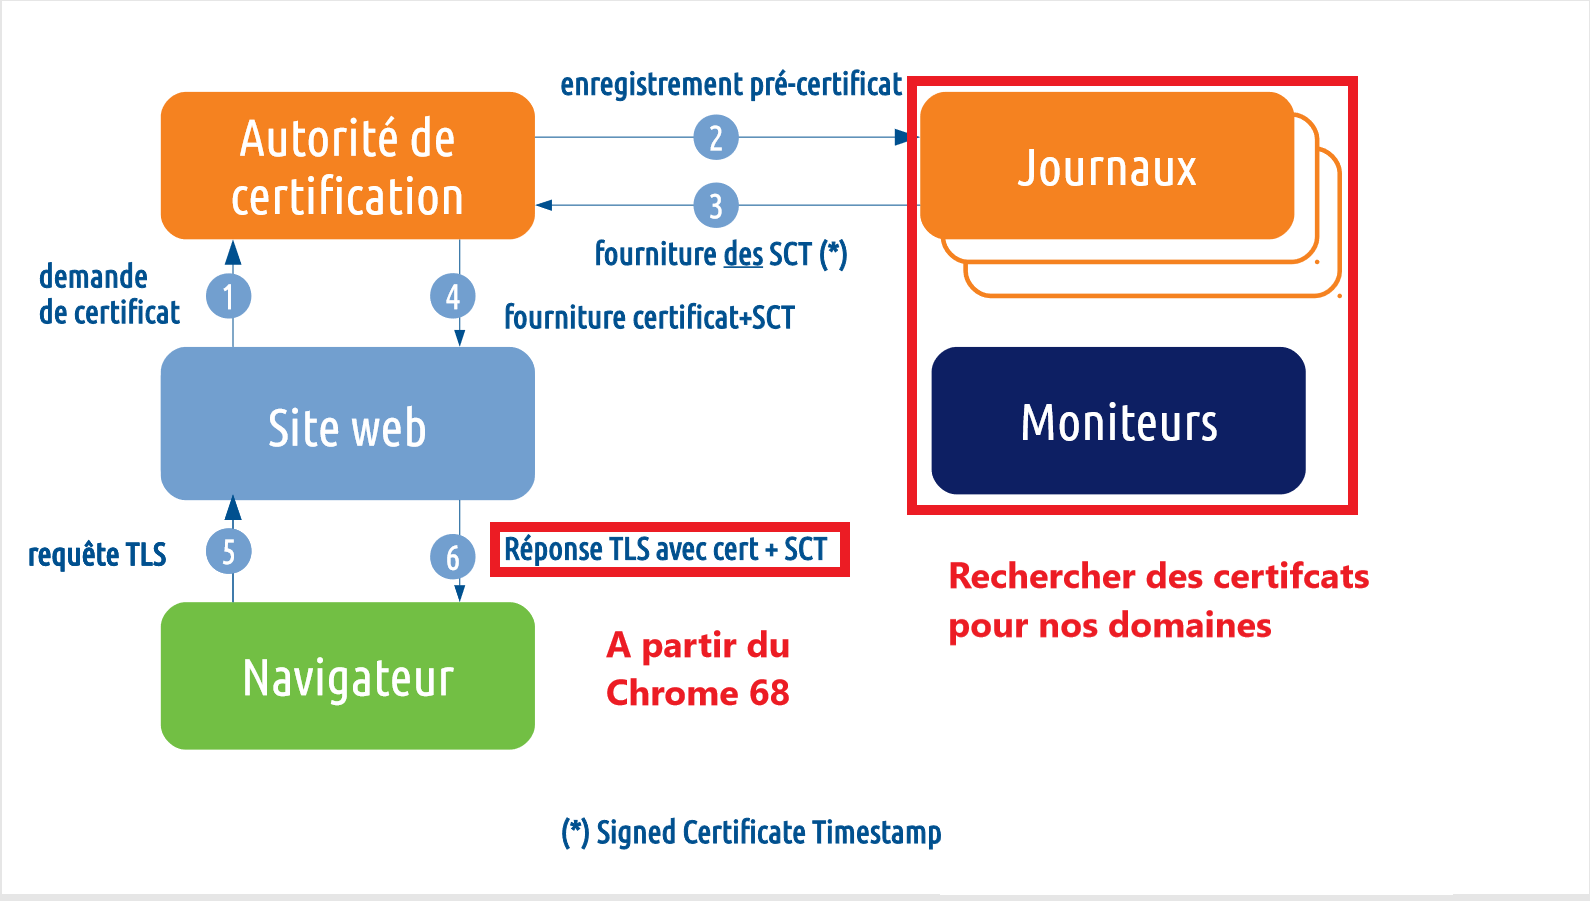 enregistrement pré-certificat
Autorité de
certification
2
Journaux
3
fourniture des SCT (*)
demande
de certificat
1
4
fourniture certificat+SCT
Site web
Moniteurs
requête TLS
5
6
Réponse TLS avec cert + SCT
Rechercher des certifcats
pour nos domaines
A partir du
Chrome 68
Navigateur
(*) Signed Certificate Timestamp